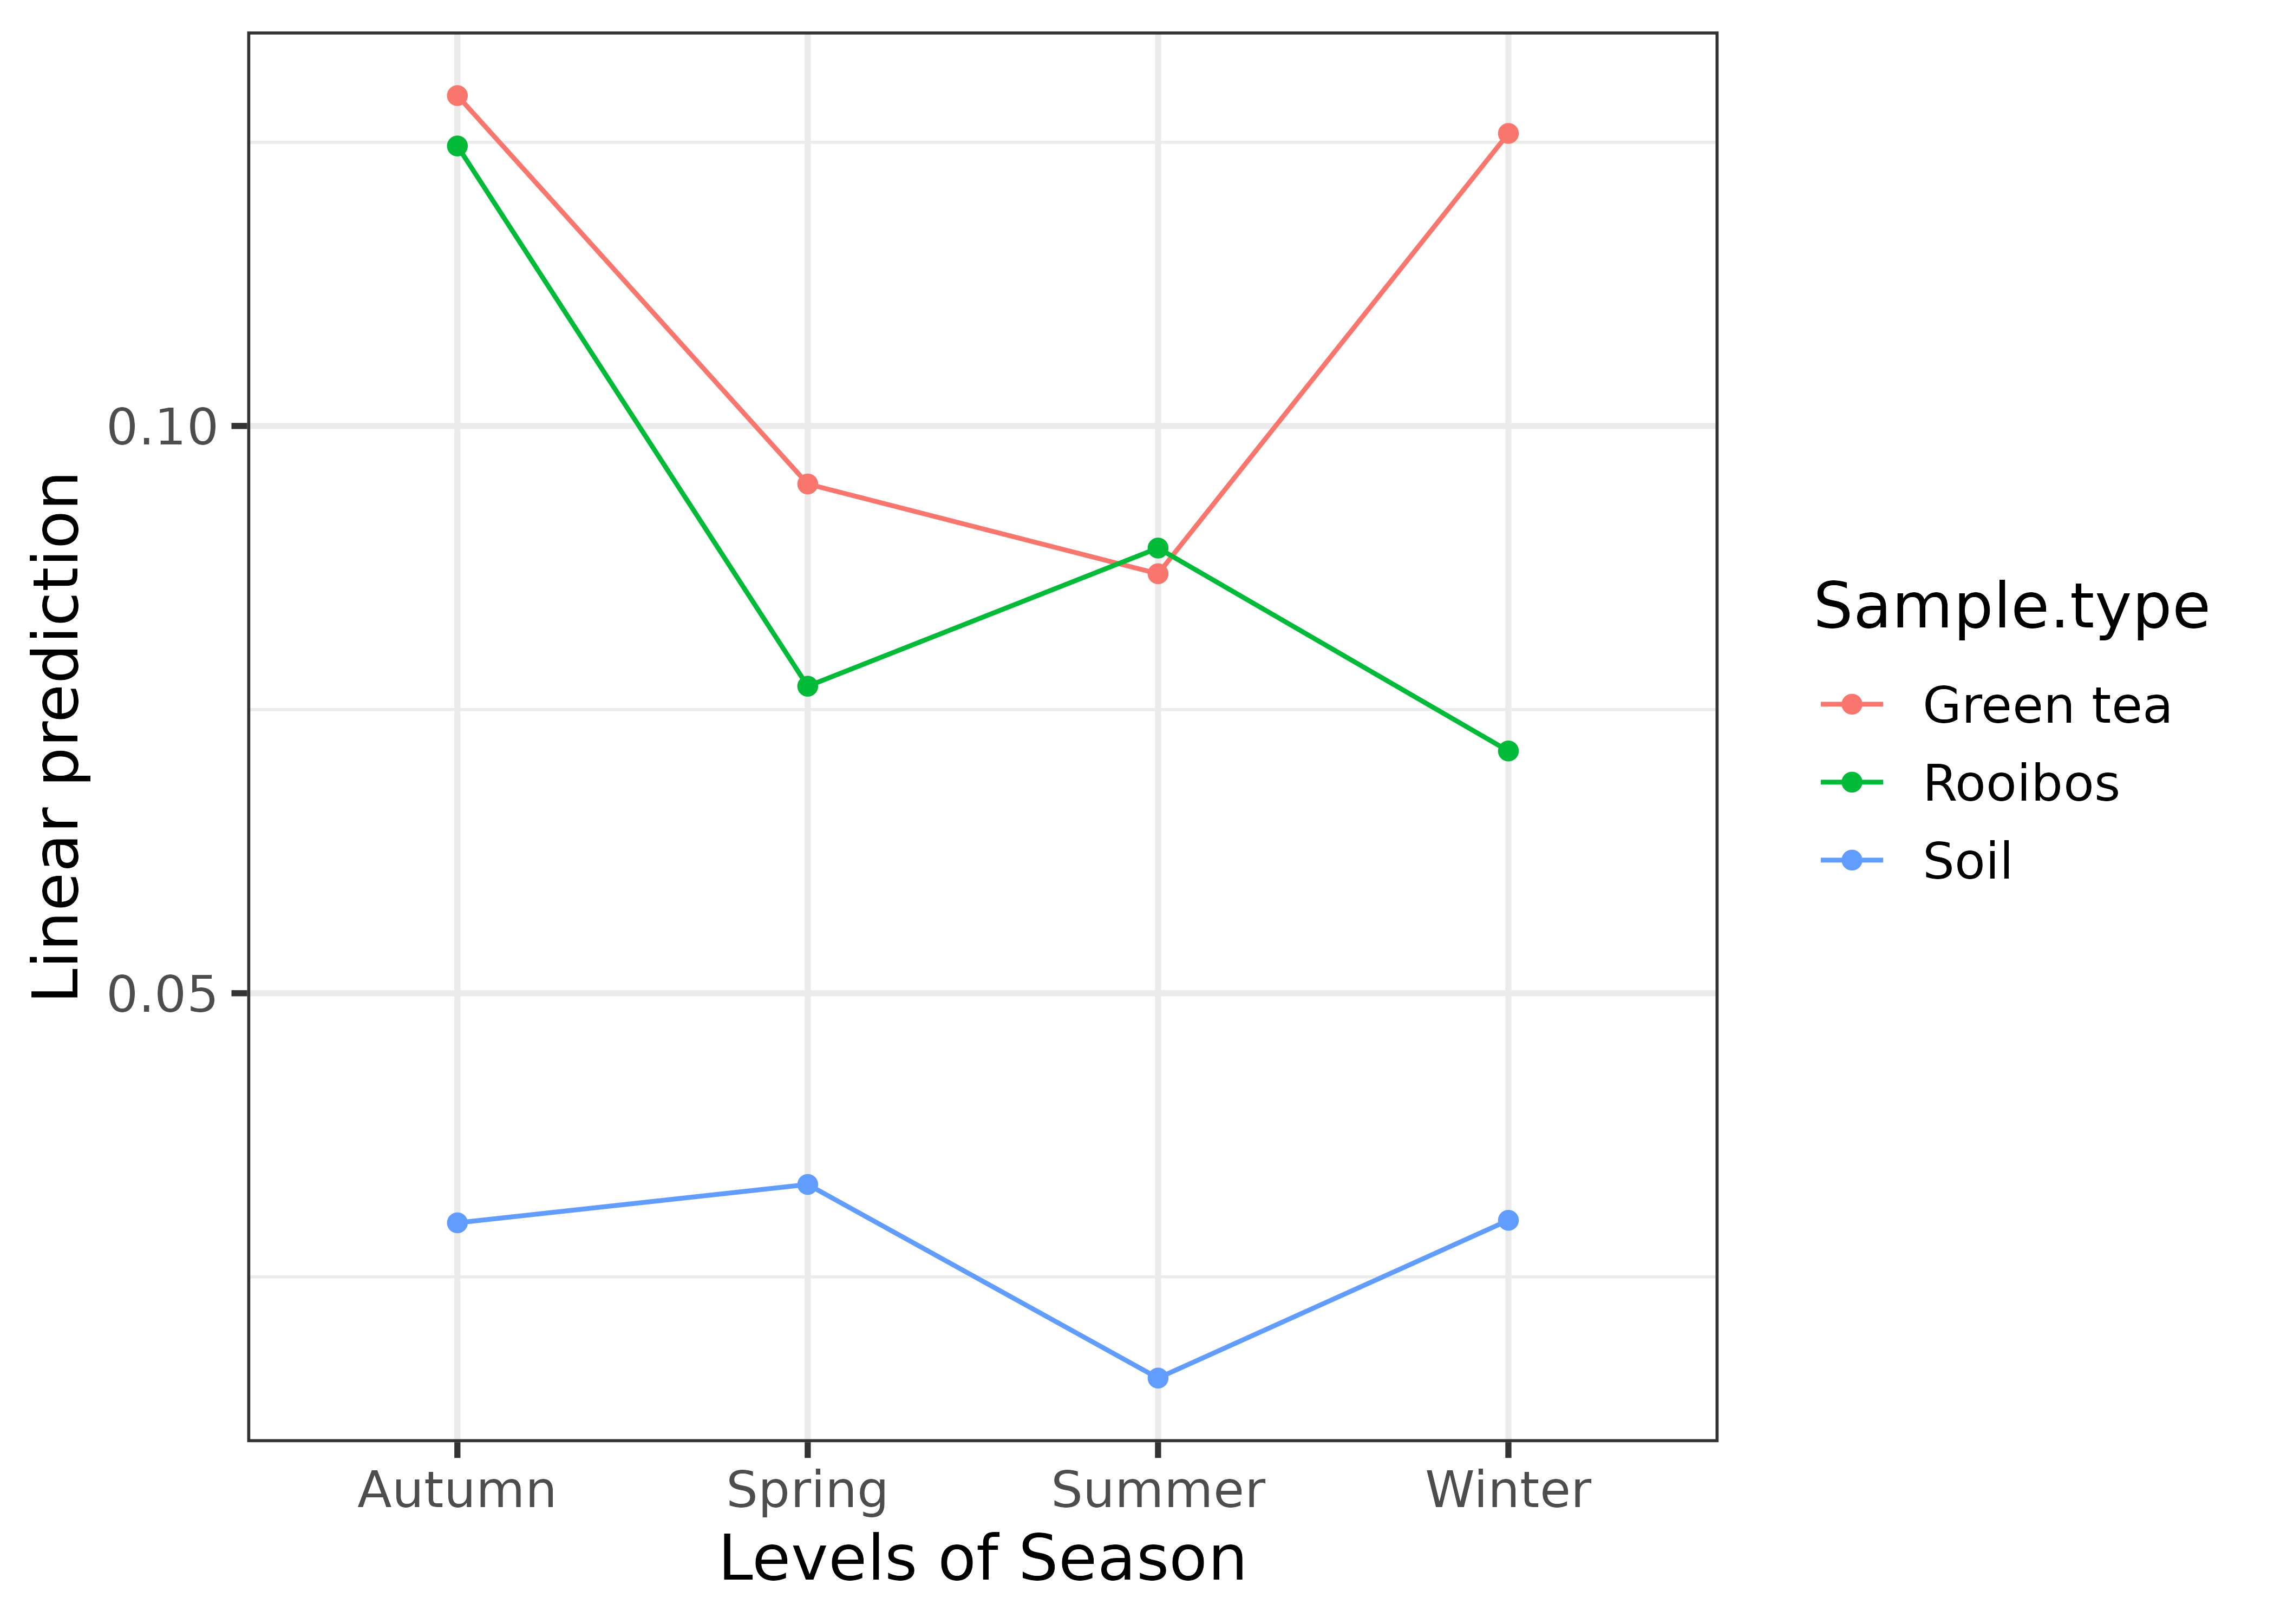 Linear prediction
0.10
0.05
Autumn Spring Summer Winter
Levels of Season
Sample.type
Green tea
Rooibos
Soil